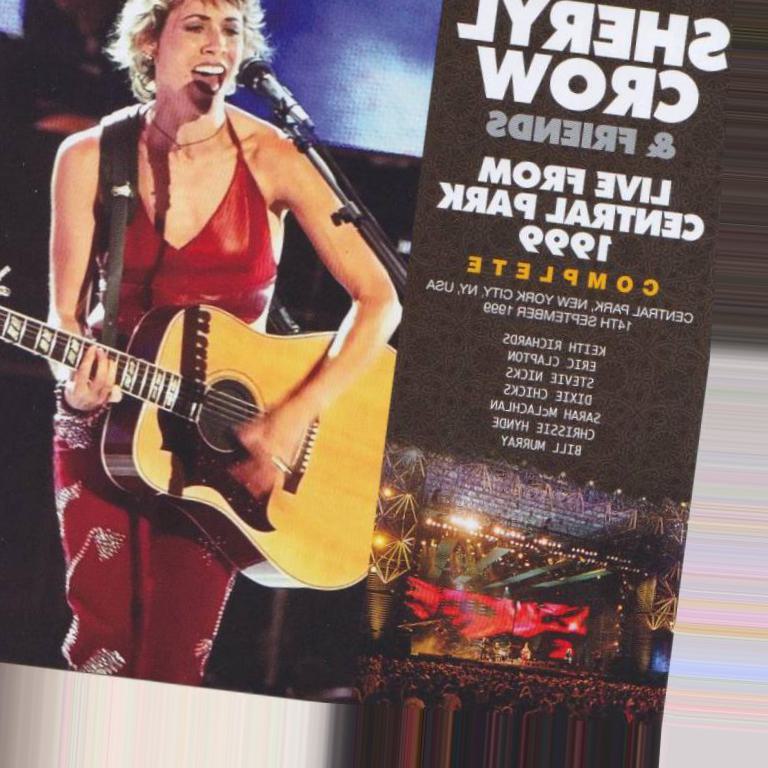 SHERYL
CROW
& FRIENDS
LIVE FROM
CENTRAL PARK
1999
COMPLETE
CENTRAL PARK, NEW YORK CITY, NY, USA
14TH SEPTEMBER 1999
KEITH RICHARDS
ERIC CLAPTON
STEVIE NICKS
DIXIE CHICKS
SARAH McLACHLAN
CHRISSIE HYNDE
BILL MURRAY